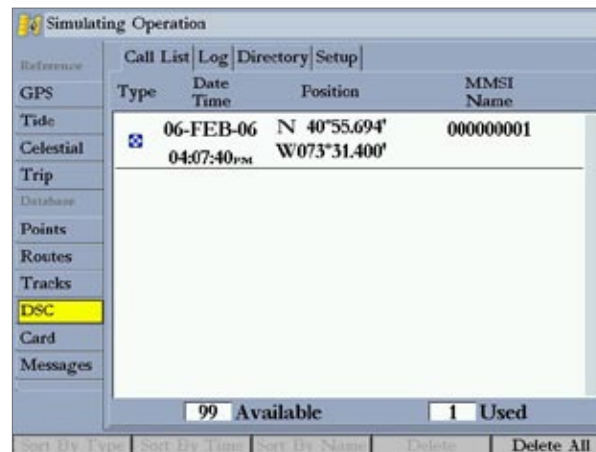 Simulating Operation
Reference
GPS
Tide
Celestial
Trip
Database
Points
Routes
Tracks
DSC
Card
Messages
Call List Log Directory Setup
Type Date Time Position MMSI Name
06-FEB-06 N 40°55.694' 000000001
04:07:40PM W073°31.400'
99 Available 1 Used
Sort By Type Sort By Time Sort By Name Delete Delete All